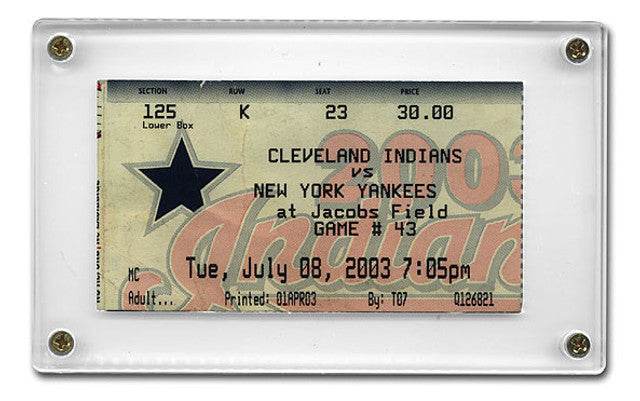 SECTION ROW SEAT PRICE
125 K 23 30.00
Lower Box
2003
CLEVELAND INDIANS
vs
NEW YORK YANKEES
at Jacobs Field
GAME # 43
Indian
MC Tue, July 08, 2003 7:05pm
Adult... Printed: 01APR03 By: T07 Q126821